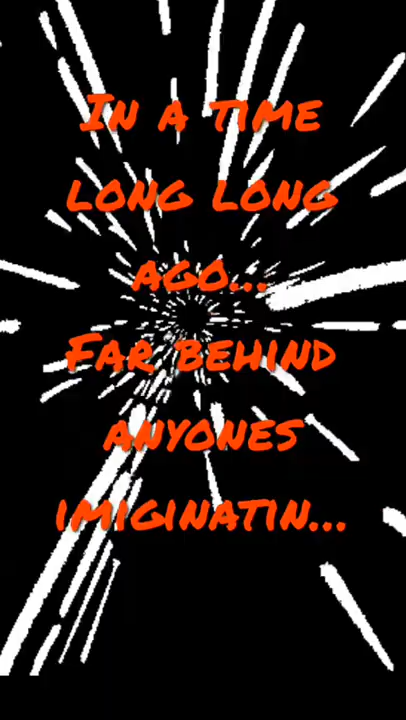 In a time
long long
ago...
Far behind
anyones
imiginatin...